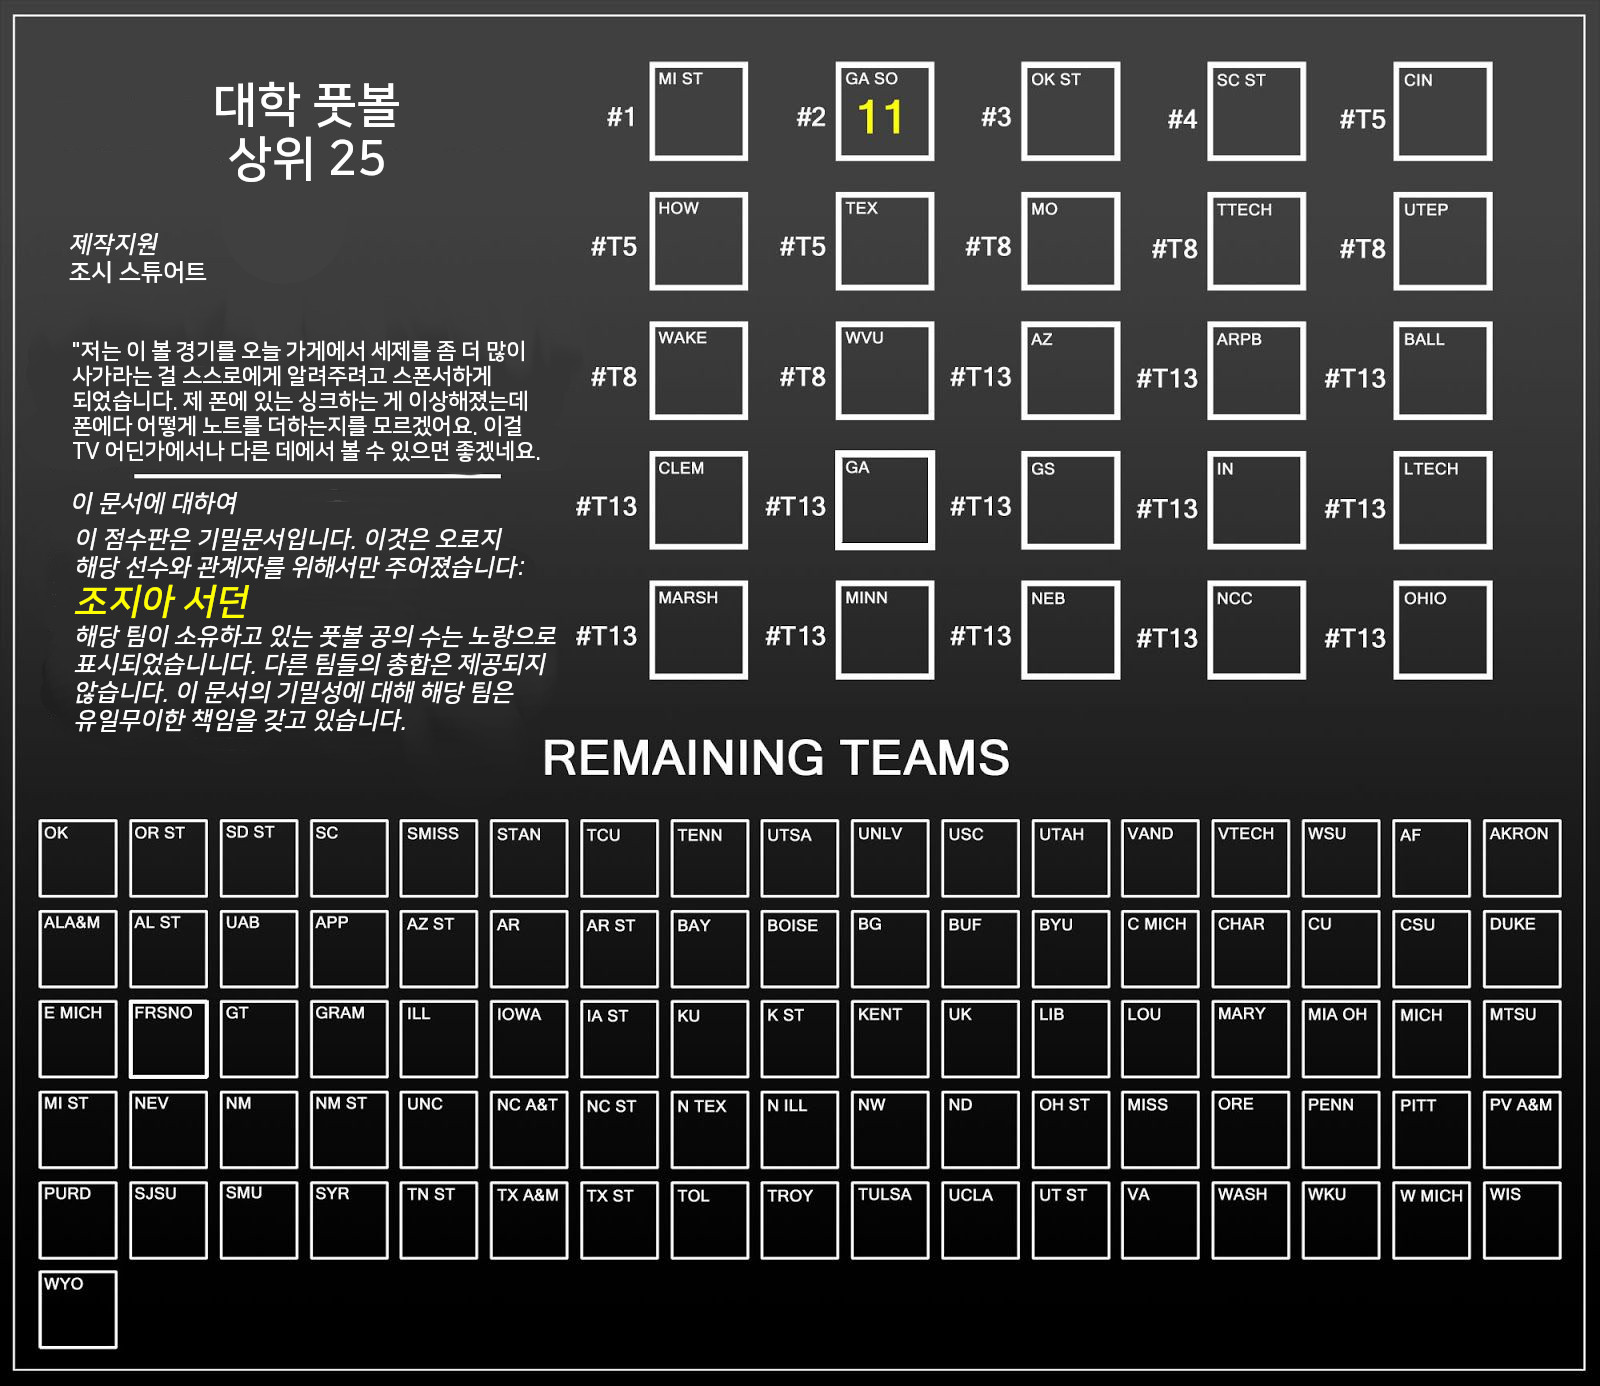 대학 풋볼
상위 25
제작지원
조시 스튜어트
"저는 이 볼 경기를 오늘 가게에서 세제를 좀 더 많이
사가라는 걸 스스로에게 알려주려고 스폰서하게
되었습니다. 제 폰에 있는 싱크하는 게 이상해졌는데
폰에다 어떻게 노트를 더하는지를 모르겠어요. 이걸
TV 어딘가에서나 다른 데에서 볼 수 있으면 좋겠네요.
이 문서에 대하여
이 점수판은 기밀문서입니다. 이것은 오로지
해당 선수와 관계자를 위해서만 주어졌습니다:
조지아 서던
해당 팀이 소유하고 있는 풋볼 공의 수는 노랑으로
표시되었습니니다. 다른 팀들의 총합은 제공되지
않습니다. 이 문서의 기밀성에 대해 해당 팀은
유일무이한 책임을 갖고 있습니다.
#1 MI ST #2 GA SO 11 #3 OK ST #4 SC ST #T5 CIN
#T5 HOW #T5 TEX #T8 MO #T8 TTECH #T8 UTEP
#T8 WAKE #T8 WVU #T13 AZ #T13 ARPB #T13 BALL
#T13 CLEM #T13 GA #T13 GS #T13 IN #T13 LTECH
#T13 MARSH #T13 MINN #T13 NEB #T13 NCC #T13 OHIO
REMAINING TEAMS
OK OR ST SD ST SC SMISS STAN TCU TENN UTSA UNLV USC UTAH VAND VTECH WSU AF AKRON
ALA&M AL ST UAB APP AZ ST AR AR ST BAY BOISE BG BUF BYU C MICH CHAR CU CSU DUKE
E MICH FRSNO GT GRAM ILL IOWA IA ST KU K ST KENT UK LIB LOU MARY MIA OH MICH MTSU
MI ST NEV NM NM ST UNC NC A&T NC ST N TEX N ILL NW ND OH ST MISS ORE PENN PITT PV A&M
PURD SJSU SMU SYR TN ST TX A&M TX ST TOL TROY TULSA UCLA UT ST VA WASH WKU W MICH WIS
WYO